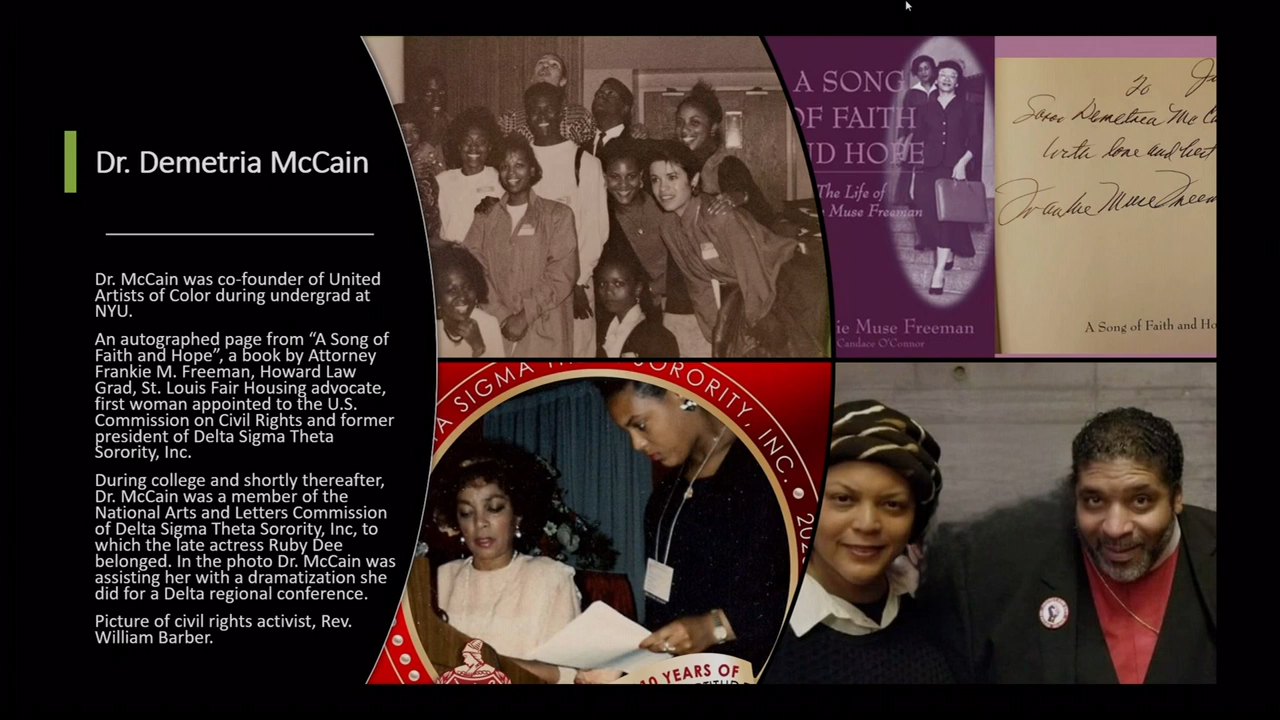 Dr. Demetria McCain
Dr. McCain was co-founder of United
Artists of Color during undergrad at
NYU.
An autographed page from “A Song of
Faith and Hope”, a book by Attorney
Frankie M. Freeman, Howard Law
Grad, St. Louis Fair Housing advocate,
first woman appointed to the U.S.
Commission on Civil Rights and former
president of Delta Sigma Theta
Sorority, Inc.
During college and shortly thereafter,
Dr. McCain was a member of the
National Arts and Letters Commission
of Delta Sigma Theta Sorority, Inc, to
which the late actress Ruby Dee
belonged. In the photo Dr. McCain was
assisting her with a dramatization she
did for a Delta regional conference.
Picture of civil rights activist, Rev.
William Barber.
A SONG
OF FAITH
ND HOPE
The Life of
Muse Freeman
ie Muse Freeman
Candace O'Connor
To
Soror Demetria Mc
With love and best
Frankie Muse Freem
A Song of Faith and Ho
A SIGMA TH SORORITY, INC. • 202
10 YEARS OF